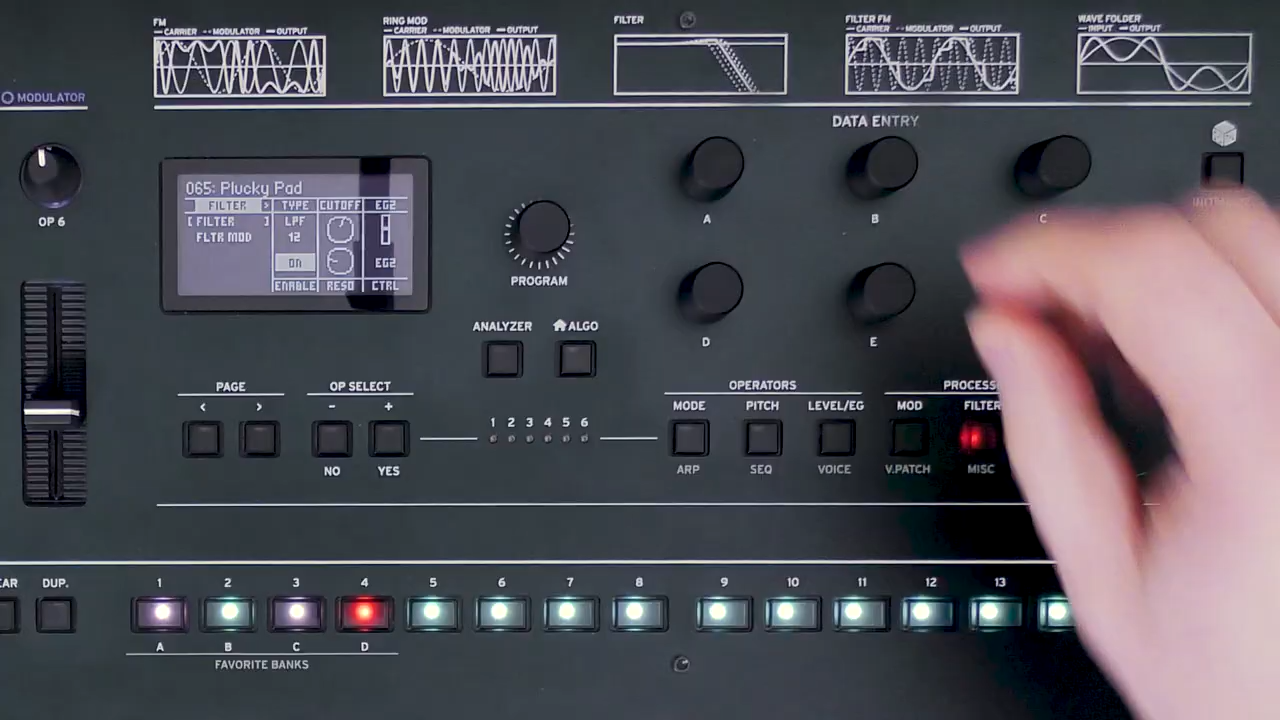 FM
CARRIER MODULATOR OUTPUT
RING MOD
CARRIER MODULATOR OUTPUT
FILTER
FILTER FM
CARRIER MODULATOR OUTPUT
WAVE FOLDER
INPUT OUTPUT
MODULATOR
OP 6
DATA ENTRY
A
B
C
D
E
065: Plucky Pad
FILTER > TYPE CUTOFF EG2
[ FILTER ] LPF
FLTR MOD 12
ON EG2
ENABLE RESO CTRL
PROGRAM
ANALYZER
ALGO
PAGE
< >
OP SELECT
- +
NO YES
1 2 3 4 5 6
OPERATORS
MODE PITCH LEVEL/EG
ARP SEQ VOICE
MOD FILTER
V.PATCH MISC
DUP.
1 2 3 4 5 6 7 8 9 10 11 12 13
A B C D
FAVORITE BANKS